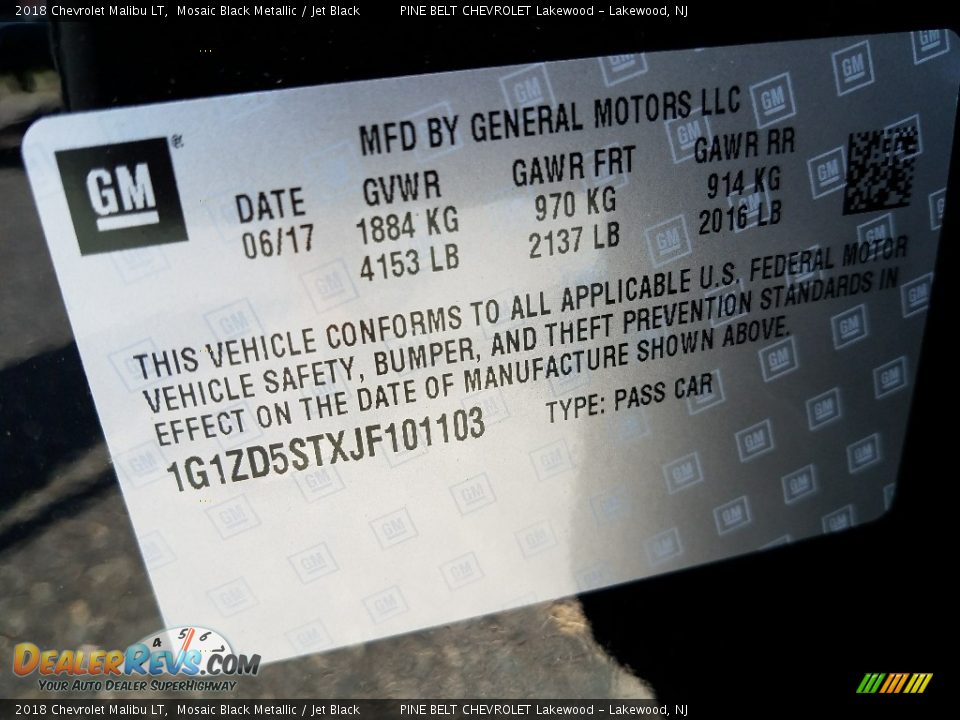 2018 Chevrolet Malibu LT, Mosaic Black Metallic / Jet Black PINE BELT CHEVROLET Lakewood - Lakewood, NJ
GM®
MFD BY GENERAL MOTORS LLC
DATE GVWR GAWR FRT GAWR RR
06/17 1884 KG 970 KG 914 KG
4153 LB 2137 LB 2016 LB
THIS VEHICLE CONFORMS TO ALL APPLICABLE U.S. FEDERAL MOTOR
VEHICLE SAFETY, BUMPER, AND THEFT PREVENTION STANDARDS IN
EFFECT ON THE DATE OF MANUFACTURE SHOWN ABOVE.
1G1ZD5STXJF101103 TYPE: PASS CAR
4 5 6
DEALERREVS.COM
YOUR AUTO DEALER SUPERHIGHWAY
2018 Chevrolet Malibu LT, Mosaic Black Metallic / Jet Black PINE BELT CHEVROLET Lakewood - Lakewood, NJ